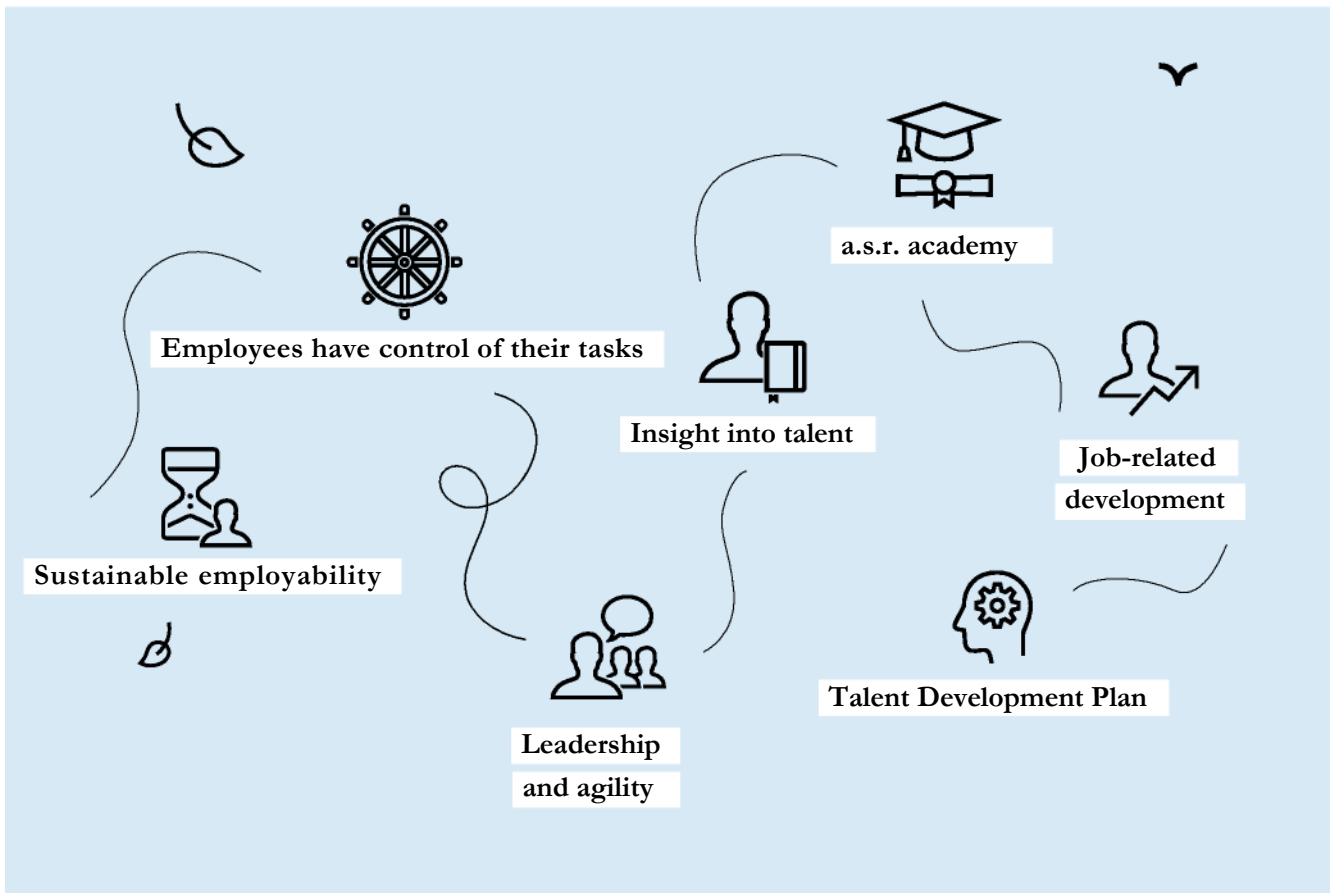 a.s.r. academy
Employees have control of their tasks
Insight into talent
Job-related
development
Sustainable employability
Talent Development Plan
Leadership
and agility